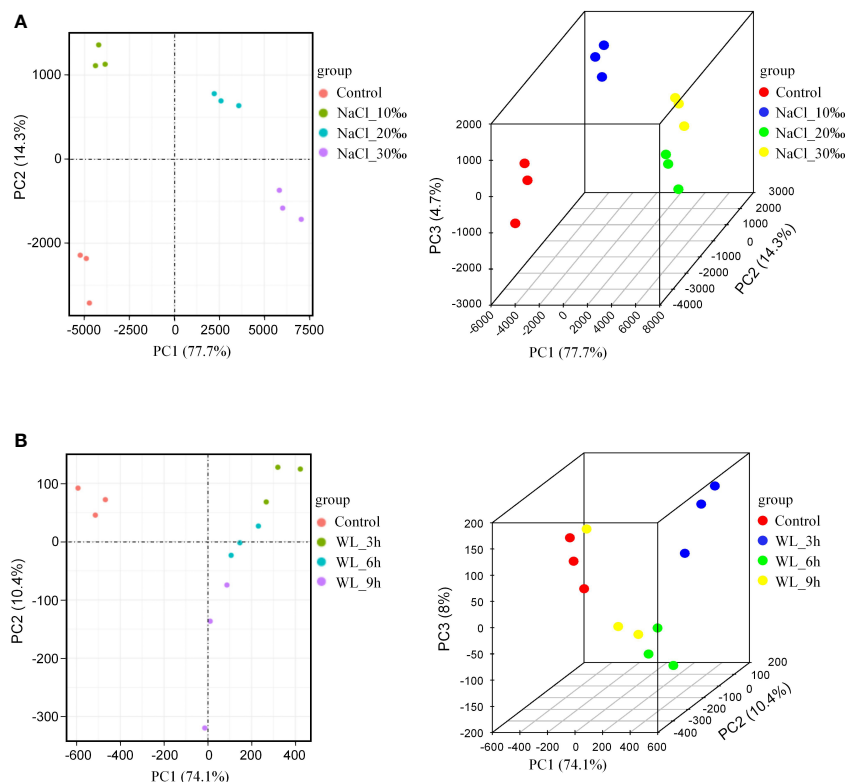 A
PC2 (14.3%)
1000
0
-2000
-5000 -2500 0 2500 5000 7500
PC1 (77.7%)
group
Control
NaCl_10‰
NaCl_20‰
NaCl_30‰
PC3 (4.7%)
2000
1000
0
-1000
-2000
-3000
-6000 -4000 -2000 0 2000 4000 6000 8000
PC1 (77.7%)
3000
2000
1000
0
-1000
-2000
-3000
-4000
PC2 (14.3%)
group
Control
NaCl_10‰
NaCl_20‰
NaCl_30‰
B
PC2 (10.4%)
100
0
-100
-200
-300
-600 -400 -200 0 200 400
PC1 (74.1%)
group
Control
WL_3h
WL_6h
WL_9h
PC3 (8%)
200
150
100
50
0
-50
-100
-150
-200
-600 -400 -200 0 200 400 600
PC1 (74.1%)
200
100
0
-100
-200
-300
-400
PC2 (10.4%)
group
Control
WL_3h
WL_6h
WL_9h